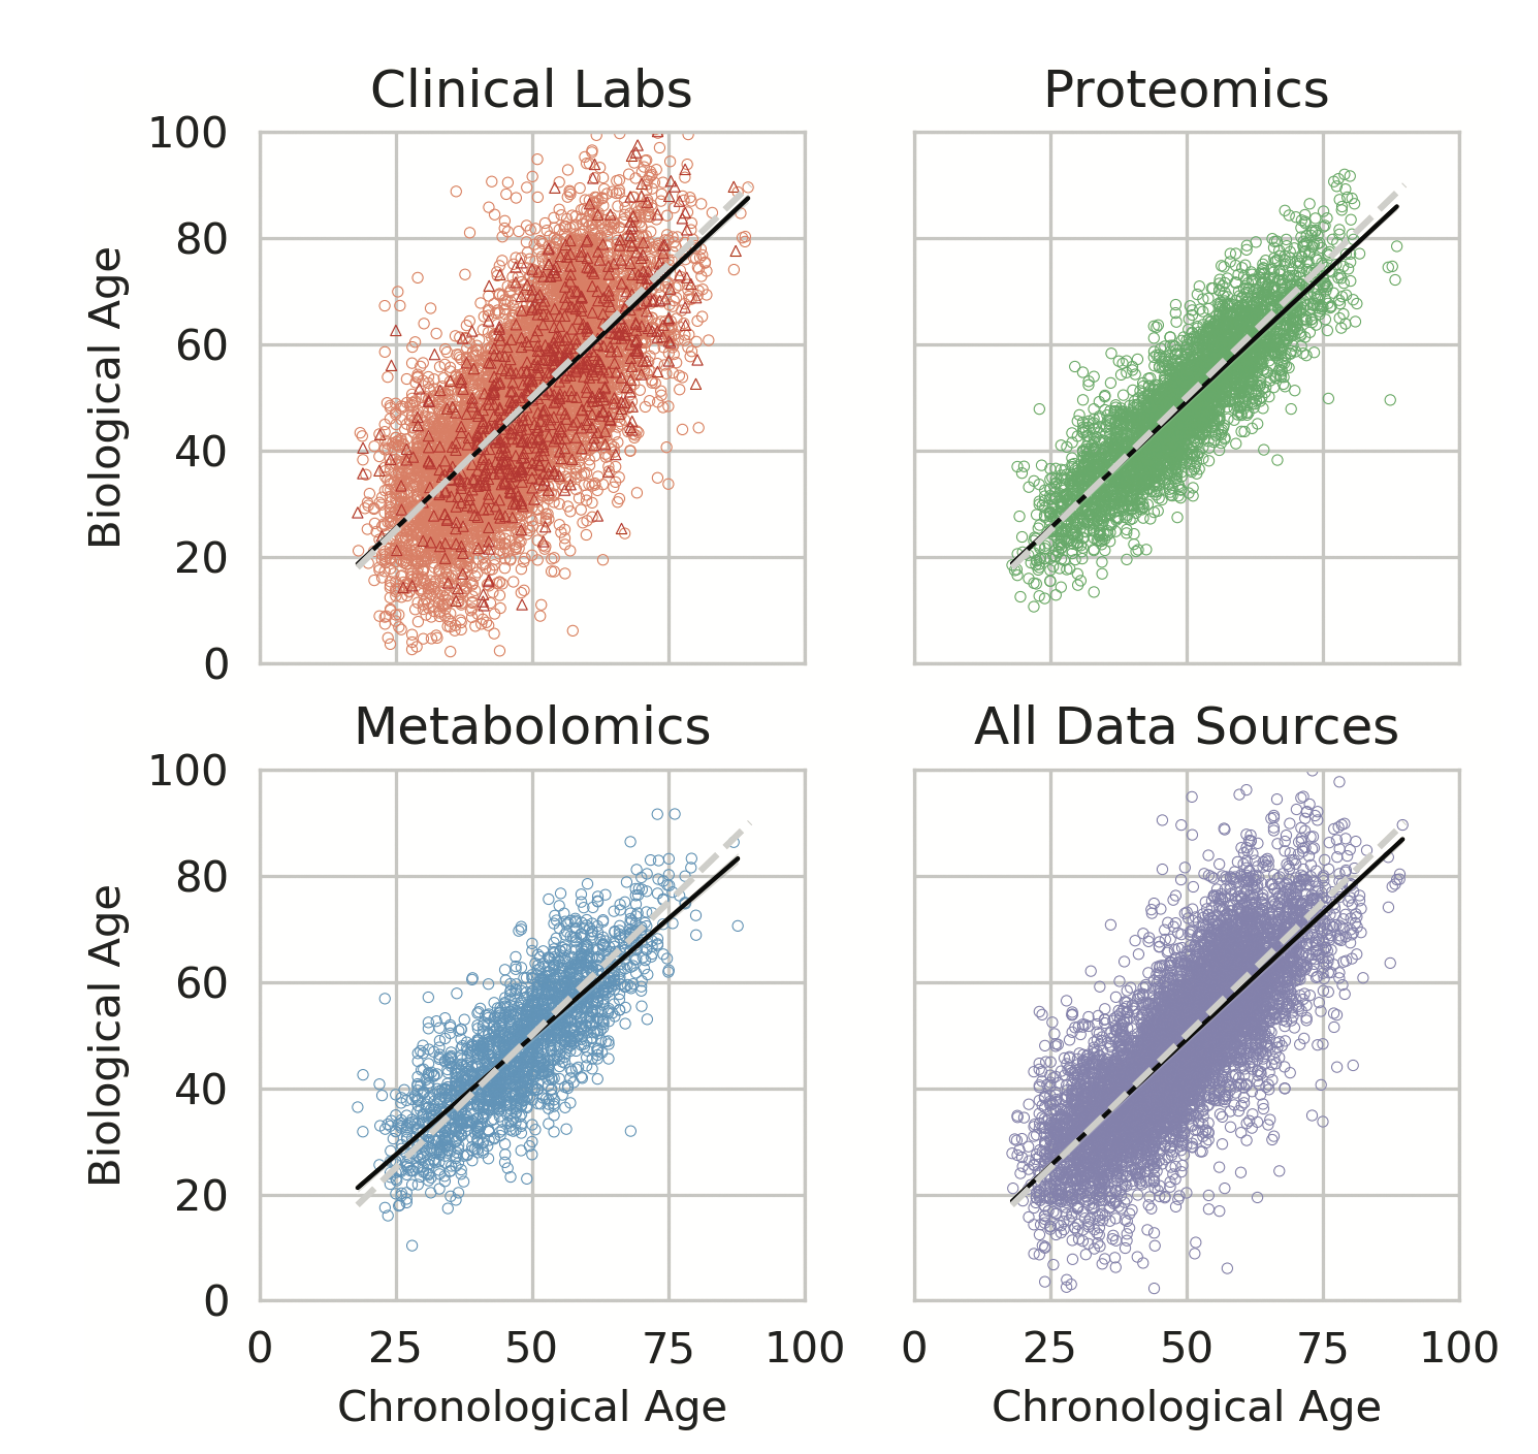 Clinical Labs
Proteomics
100
80
60
40
20
0
Biological Age
Metabolomics
All Data Sources
100
80
60
40
20
0
Biological Age
0 25 50 75 100
0 25 50 75 100
Chronological Age
Chronological Age